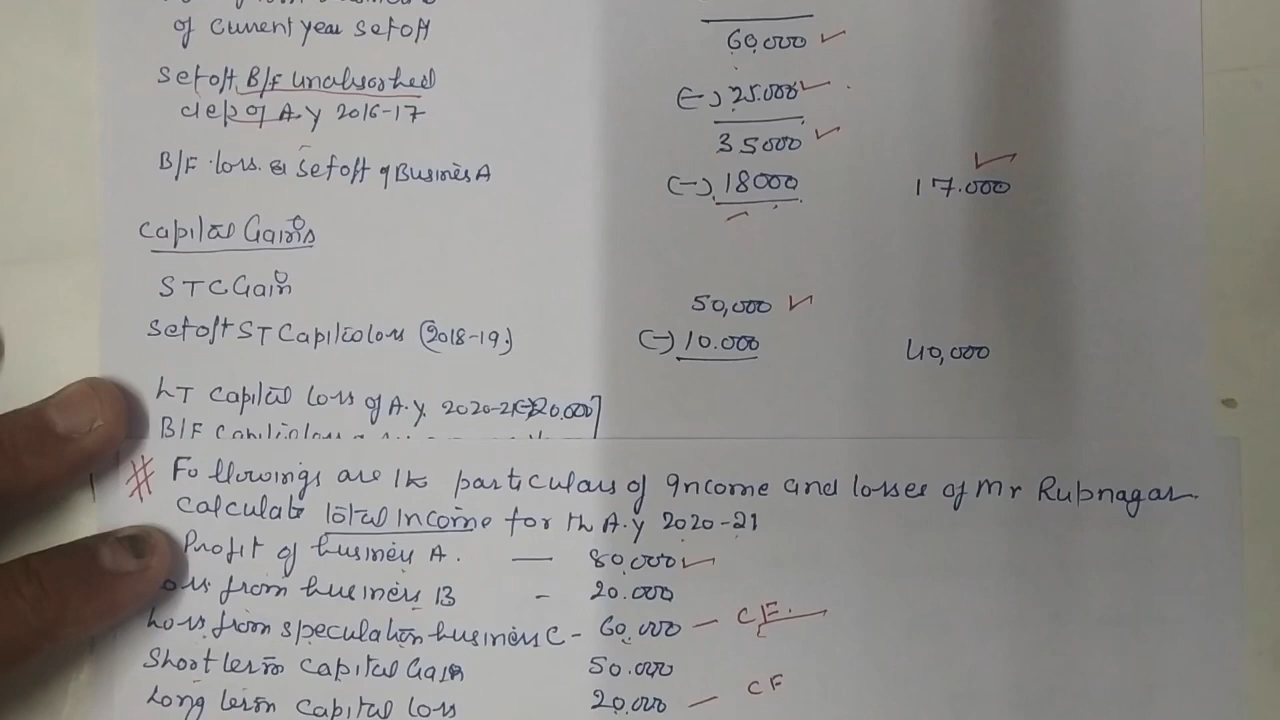 of current year setoff
60,000
Setoff B/F unabsorbed
(-) 25.000
dep of A.y 2016-17
35000
B/F loss & setoff of Business A
(-) 18000 17.000
Capital Gains
STC Gain
50,000
Setoff ST Capital loss (2018-19)
(-) 10.000 40,000
LT Capital Loss of A.y. 2020-21 (-) 20.000]
B/F
# Followings are the particulars of Income and losses of Mr Rupnagar.
Calculate total income for th A.y 2020-21
Profit of business A. — 80,000
from business B - 20.000
Loss from speculation business C - 60,000 — CF.
Short term Capital Gain 50.000
Long term Capital loss 20,000 — CF